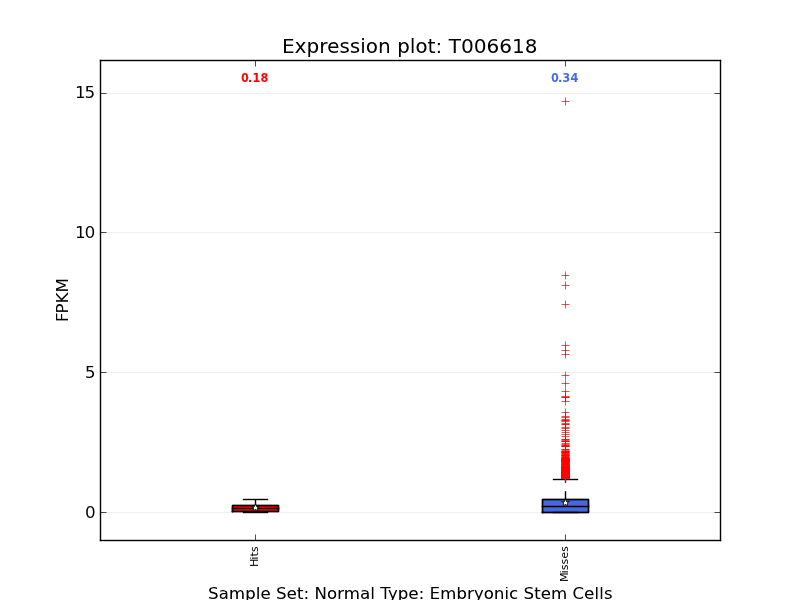 Expression plot: T006618
0.18 0.34
15
10
5
0
FPKM
Hits Misses
Sample Set: Normal Type: Embryonic Stem Cells